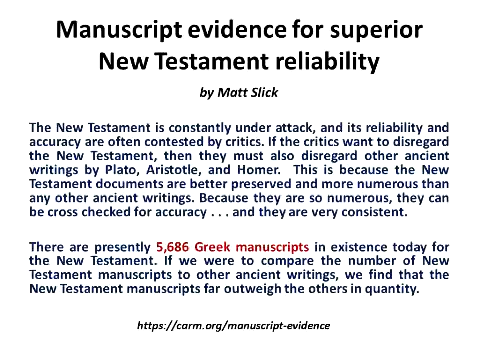 Manuscript evidence for superior
New Testament reliability
by Matt Slick
The New Testament is constantly under attack, and its reliability and
accuracy are often contested by critics. If the critics want to disregard
the New Testament, then they must also disregard other ancient
writings by Plato, Aristotle, and Homer. This is because the New
Testament documents are better preserved and more numerous than
any other ancient writings. Because they are so numerous, they can
be cross checked for accuracy . . . and they are very consistent.
There are presently 5,686 Greek manuscripts in existence today for
the New Testament. If we were to compare the number of New
Testament manuscripts to other ancient writings, we find that the
New Testament manuscripts far outweigh the others in quantity.
https://carm.org/manuscript-evidence